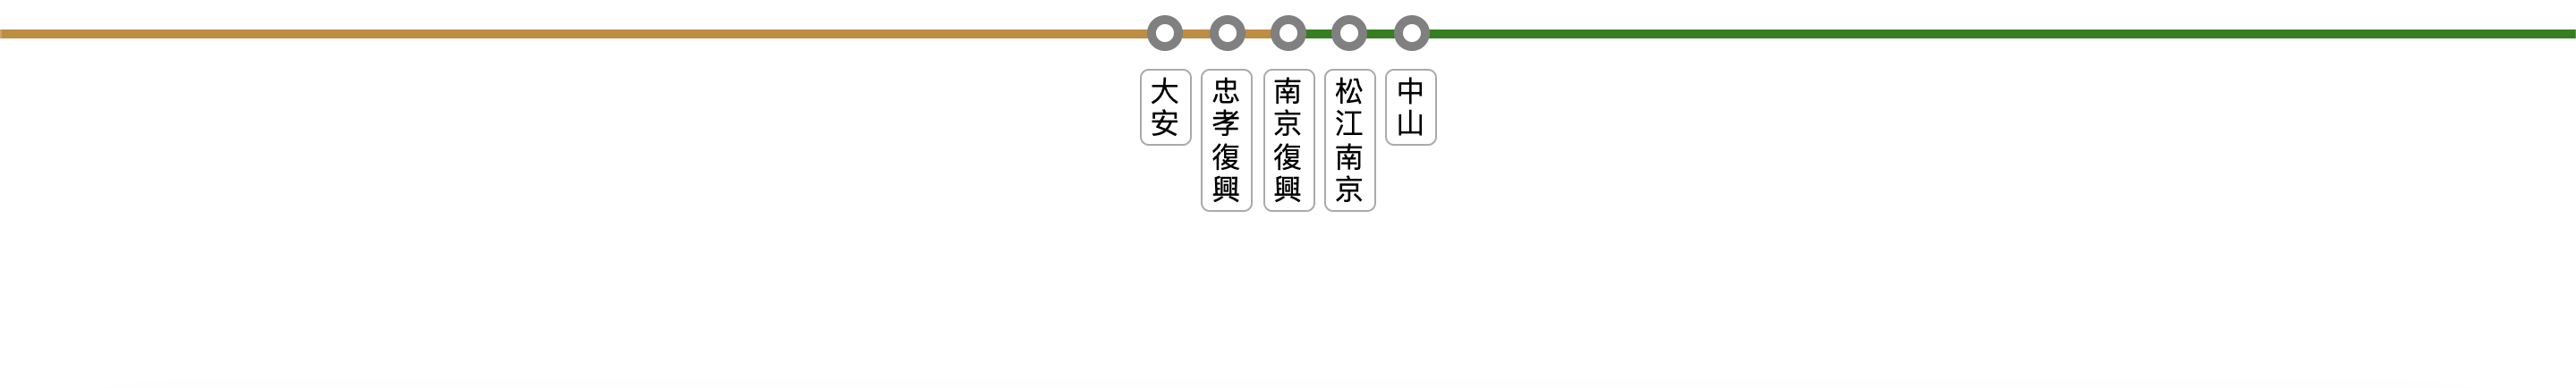 大安
忠孝復興
南京復興
松江南京
中山